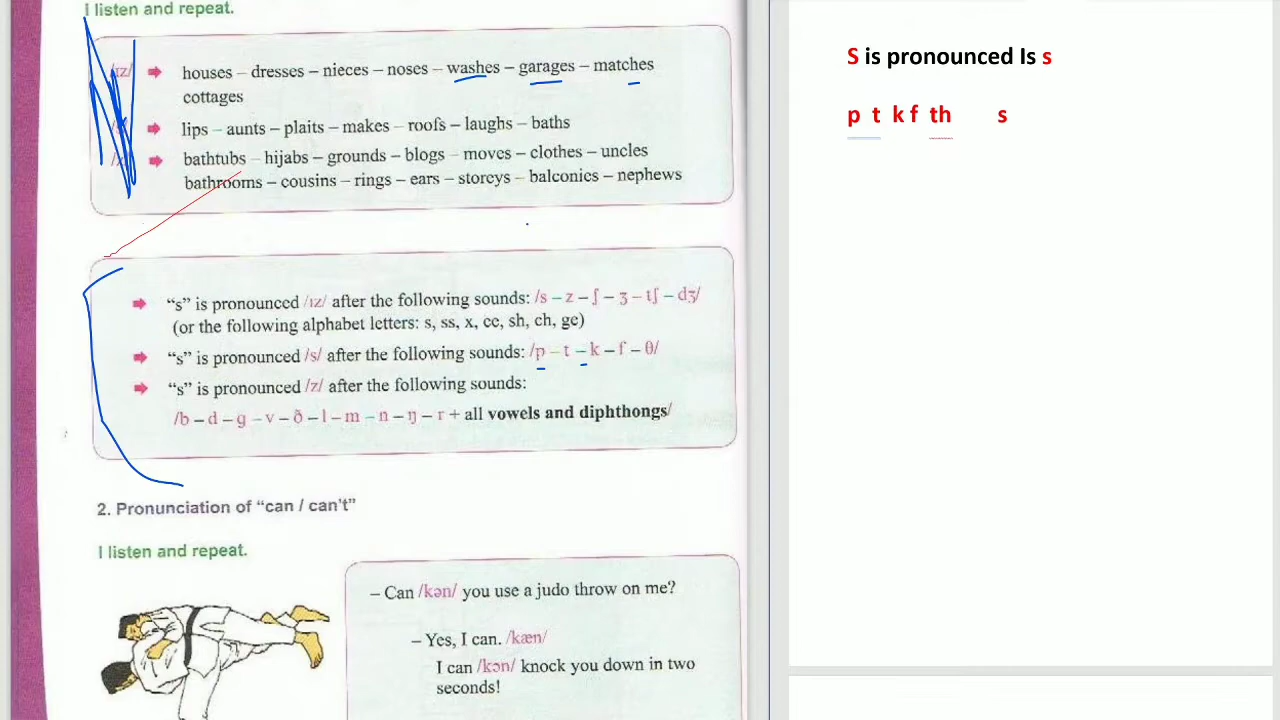 I listen and repeat.
/ɪz/ ⇒ houses – dresses – nieces – noses – washes – garages – matches
cottages
⇒ lips – aunts – plaits – makes – roofs – laughs – baths
⇒ bathtubs – hijabs – grounds – blogs – moves – clothes – uncles
bathrooms – cousins – rings – ears – storeys – balconies – nephews
⇒ “s” is pronounced /ɪz/ after the following sounds: /s – z – ʃ – ʒ – tʃ – dʒ/
(or the following alphabet letters: s, ss, x, ce, sh, ch, ge)
⇒ “s” is pronounced /s/ after the following sounds: /p – t – k – f – θ/
⇒ “s” is pronounced /z/ after the following sounds:
/b – d – g – v – ð – l – m – n – ŋ – r + all vowels and diphthongs/
2. Pronunciation of “can / can’t”
I listen and repeat.
– Can /kən/ you use a judo throw on me?
– Yes, I can. /kæn/
I can /kən/ knock you down in two
seconds!
S is pronounced Is s
p t k f th s